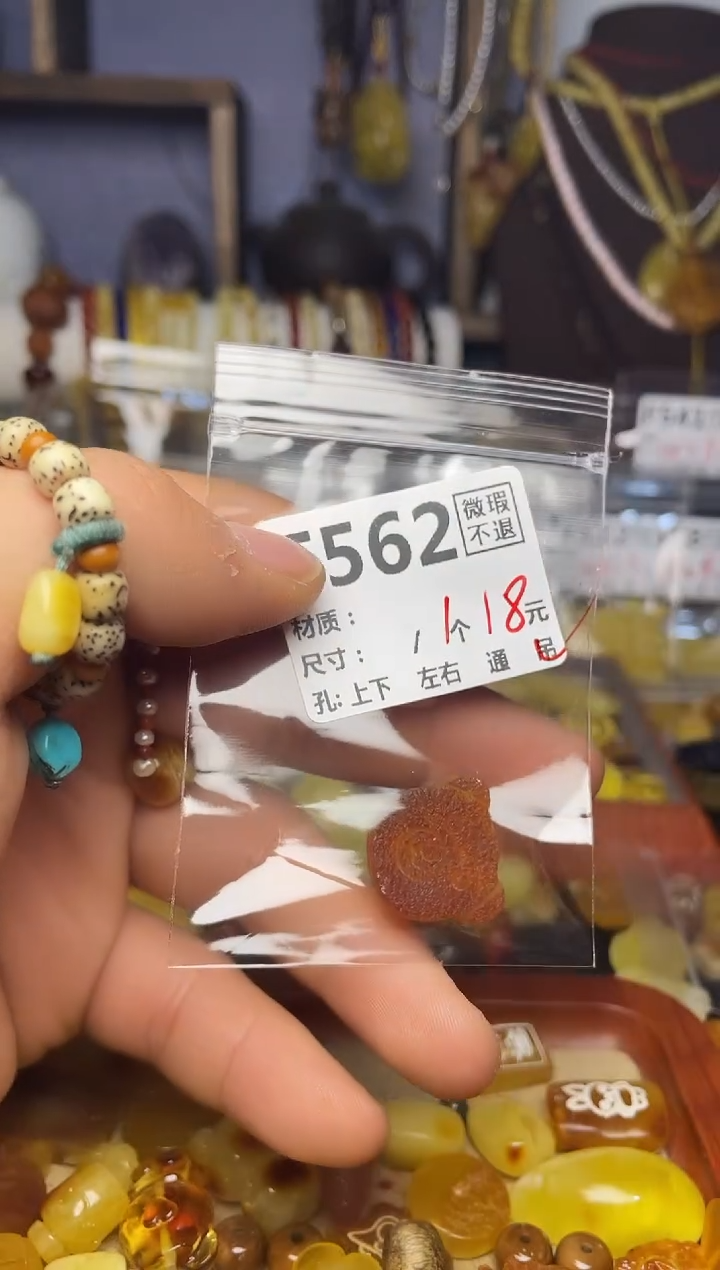 562
微瑕
不退
材质：
尺寸： / 1个 18元
孔: 上下 左右 通 吊